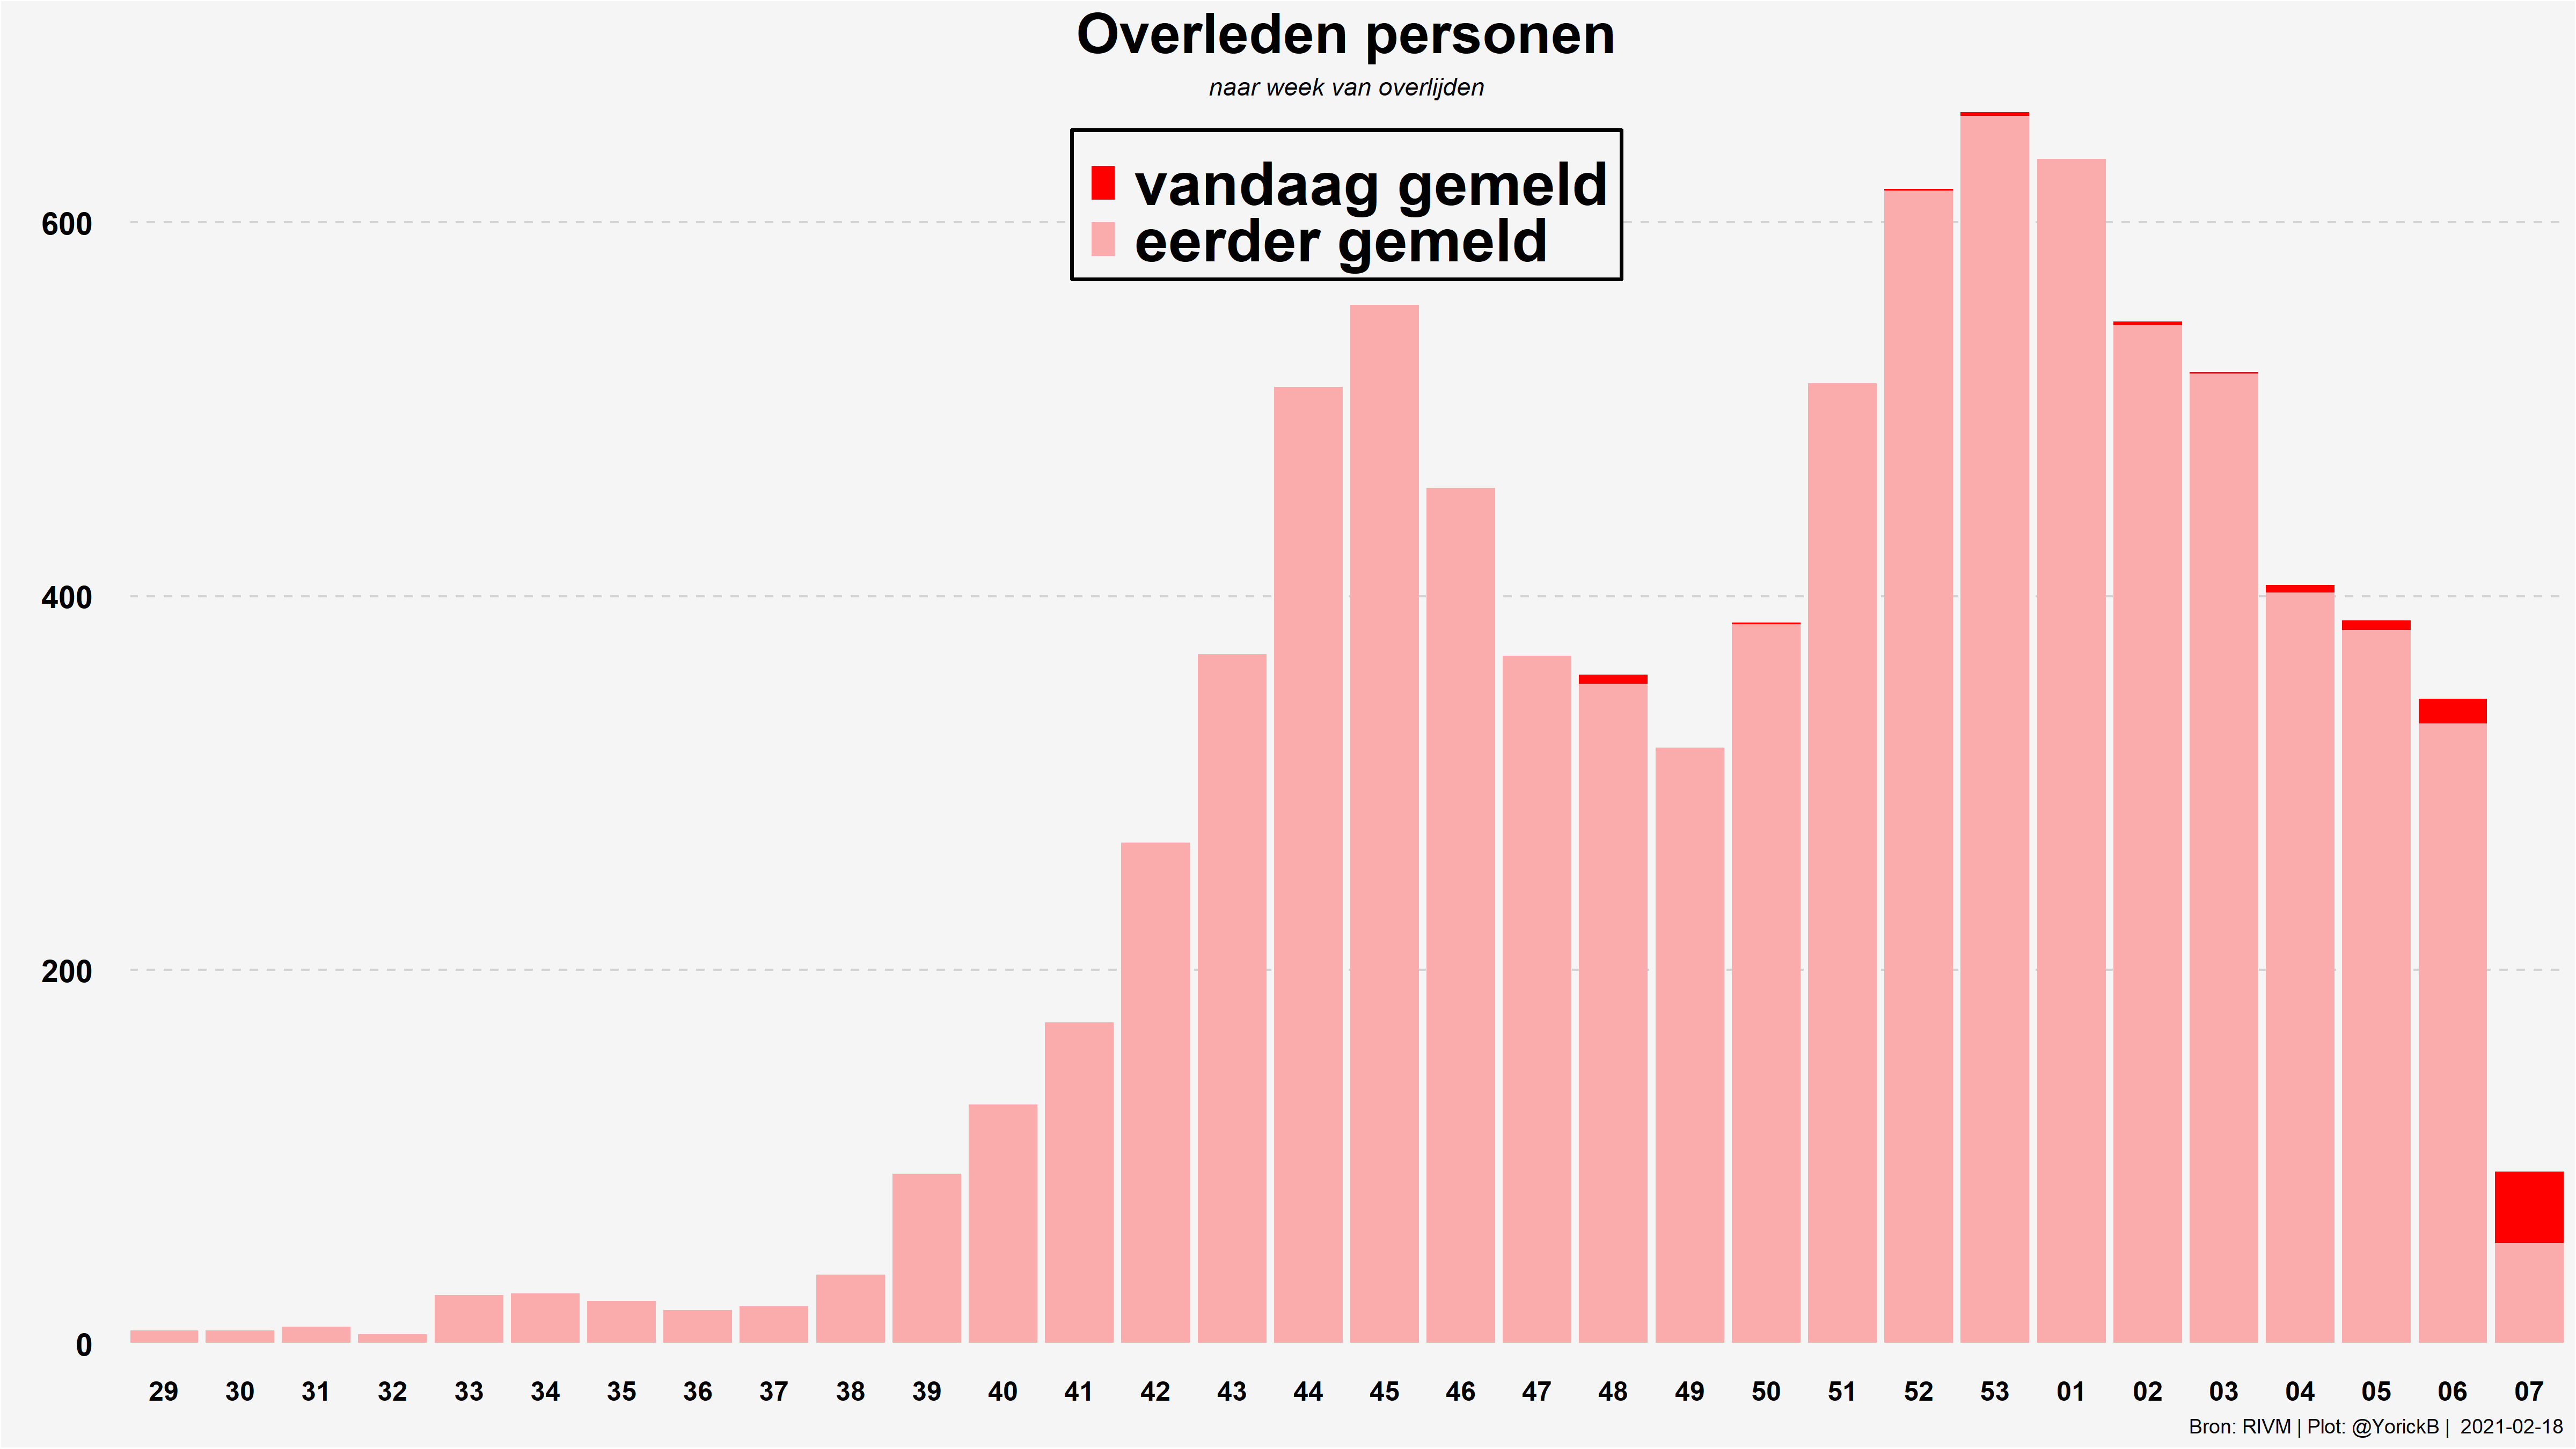 Overleden personen
naar week van overlijden
vandaag gemeld
eerder gemeld
600
400
200
0
29 30 31 32 33 34 35 36 37 38 39 40 41 42 43 44 45 46 47 48 49 50 51 52 53 01 02 03 04 05 06 07
Bron: RIVM | Plot: @YorickB | 2021-02-18